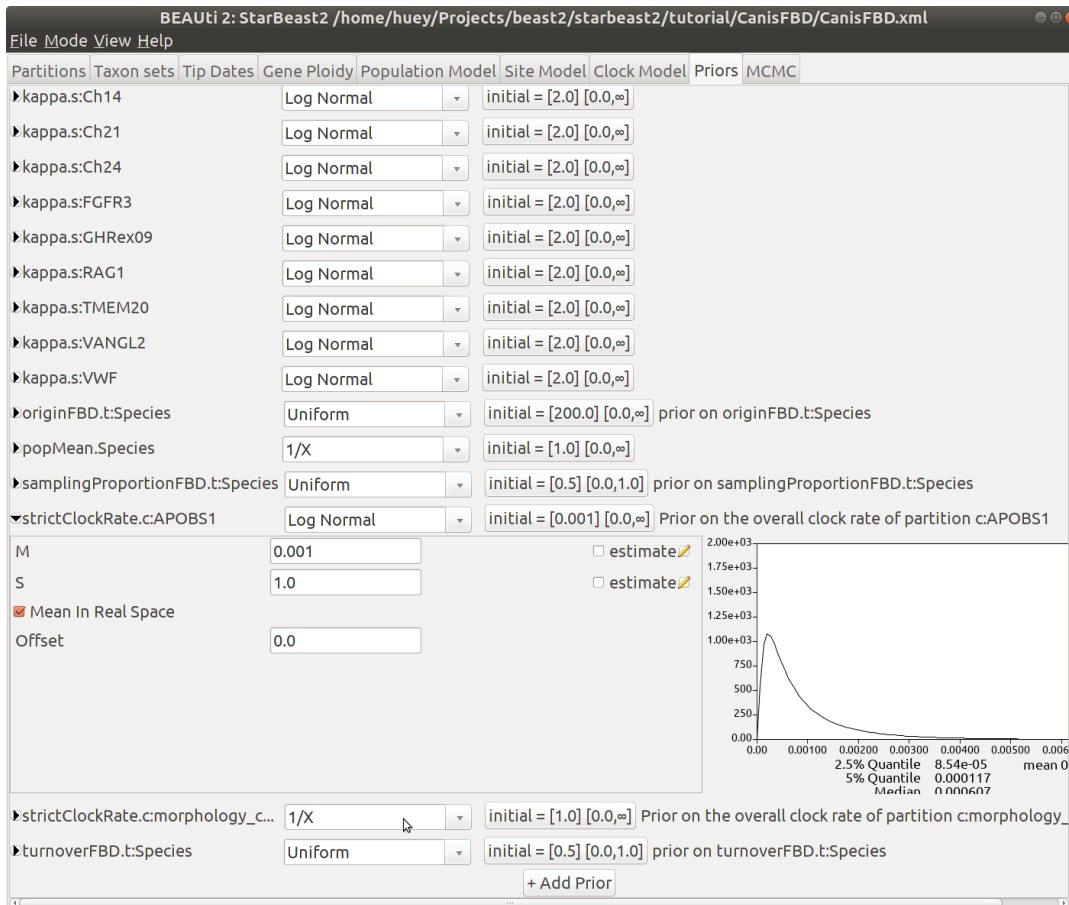 BEAUti 2: StarBeast2 /home/huey/Projects/beast2/starbeast2/tutorial/CanisFBD/CanisFBD.xml
File Mode View Help
Partitions Taxon sets Tip Dates Gene Ploidy Population Model Site Model Clock Model Priors MCMC
kappa.s:Ch14 Log Normal initial = [2.0] [0.0,∞]
kappa.s:Ch21 Log Normal initial = [2.0] [0.0,∞]
kappa.s:Ch24 Log Normal initial = [2.0] [0.0,∞]
kappa.s:FGFR3 Log Normal initial = [2.0] [0.0,∞]
kappa.s:GHRex09 Log Normal initial = [2.0] [0.0,∞]
kappa.s:RAG1 Log Normal initial = [2.0] [0.0,∞]
kappa.s:TMEM20 Log Normal initial = [2.0] [0.0,∞]
kappa.s:VANGL2 Log Normal initial = [2.0] [0.0,∞]
kappa.s:VWF Log Normal initial = [2.0] [0.0,∞]
originFBD.t:Species Uniform initial = [200.0] [0.0,∞] prior on originFBD.t:Species
popMean.Species 1/X initial = [1.0] [0.0,∞]
samplingProportionFBD.t:Species Uniform initial = [0.5] [0.0,1.0] prior on samplingProportionFBD.t:Species
strictClockRate.c:APOBS1 Log Normal initial = [0.001] [0.0,∞] Prior on the overall clock rate of partition c:APOBS1
M 0.001 estimate
S 1.0 estimate
Mean In Real Space
Offset 0.0
2.00e+03
1.75e+03
1.50e+03
1.25e+03
1.00e+03
750
500
250
0.00
0.00 0.00100 0.00200 0.00300 0.00400 0.00500 0.006
2.5% Quantile 8.54e-05 mean 0
5% Quantile 0.000117
Median 0.000607
strictClockRate.c:morphology_c... 1/X initial = [1.0] [0.0,∞] Prior on the overall clock rate of partition c:morphology_
turnoverFBD.t:Species Uniform initial = [0.5] [0.0,1.0] prior on turnoverFBD.t:Species
+ Add Prior